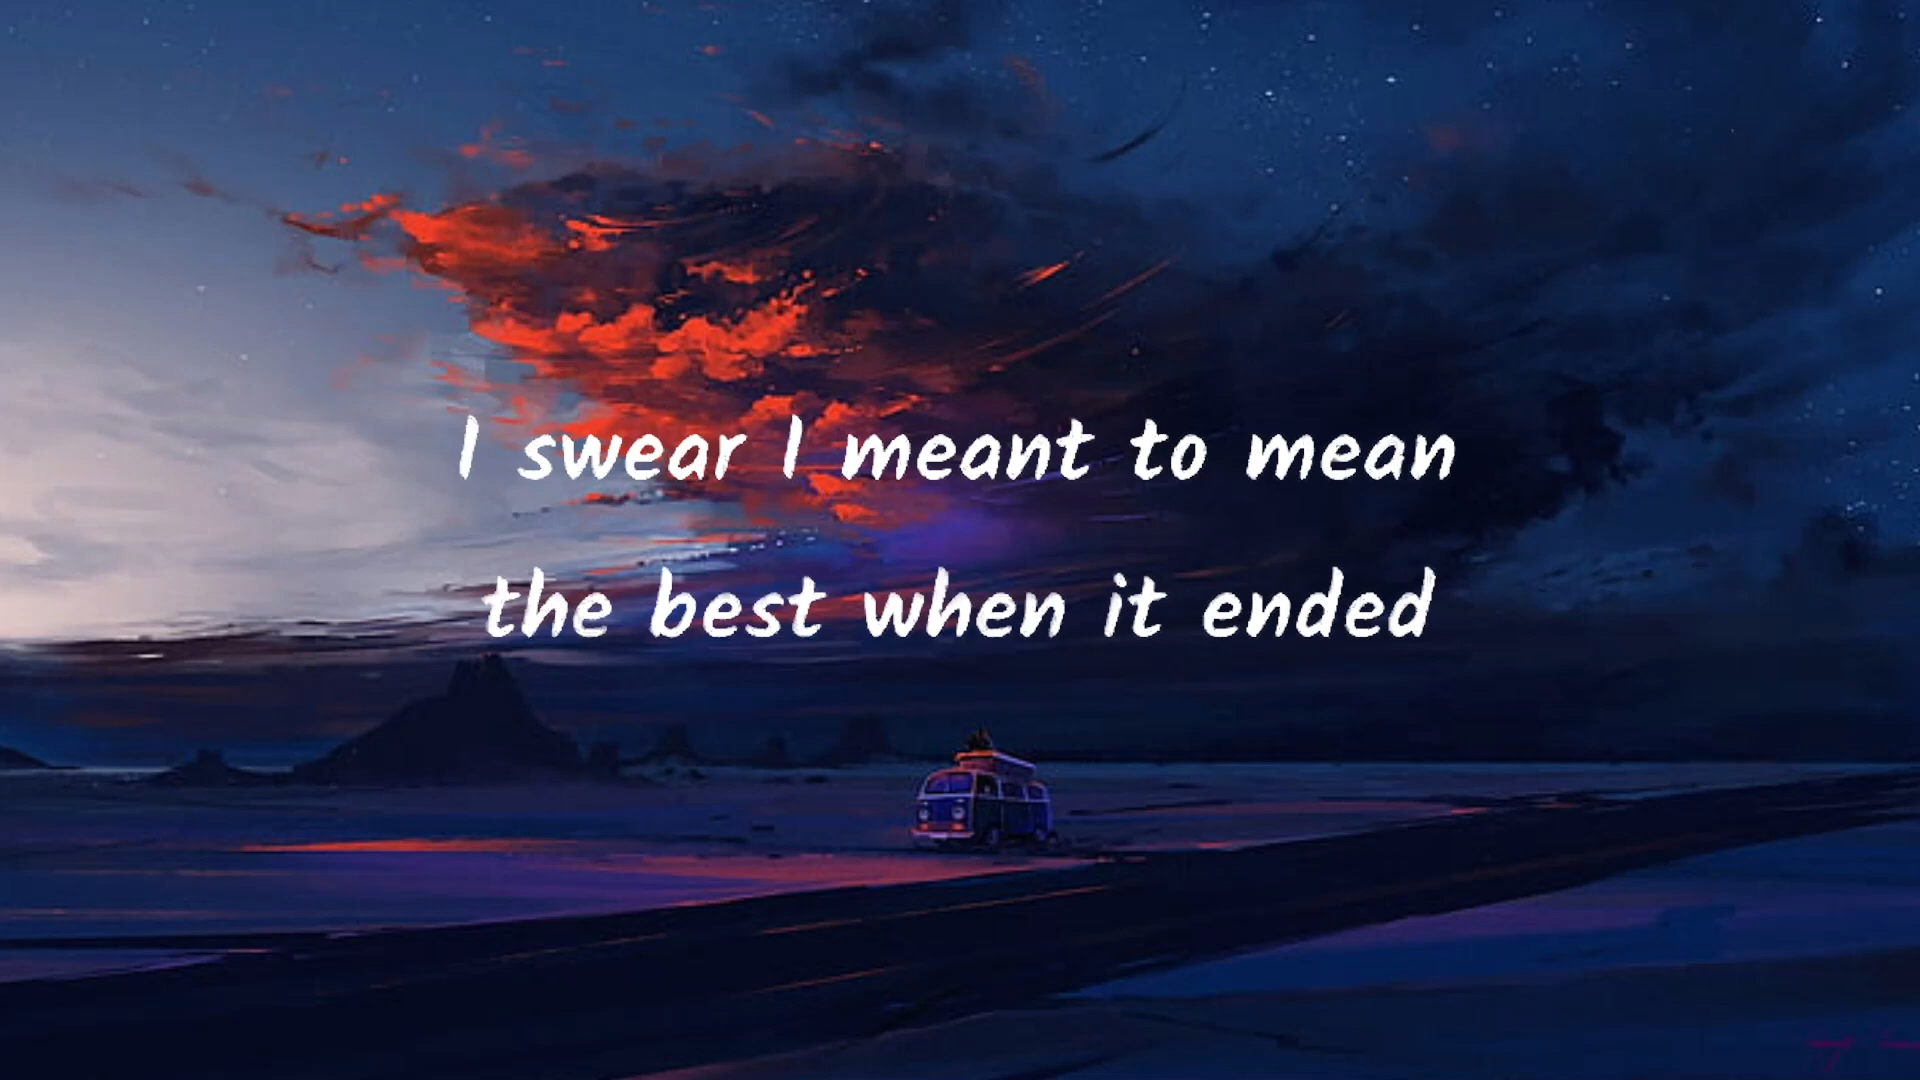 I swear I meant to mean
the best when it ended